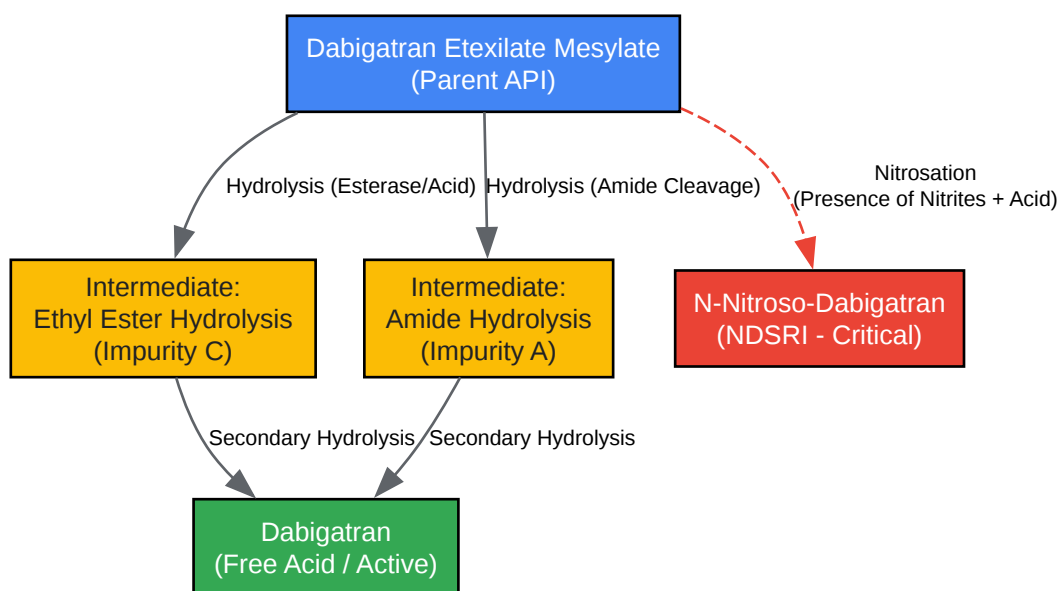 Dabigatran Etexilate Mesylate
(Parent API)
Hydrolysis (Esterase/Acid)
Hydrolysis (Amide Cleavage)
Nitrosation
(Presence of Nitrites + Acid)
Intermediate:
Ethyl Ester Hydrolysis
(Impurity C)
Intermediate:
Amide Hydrolysis
(Impurity A)
N-Nitroso-Dabigatran
(NDSRI - Critical)
Secondary Hydrolysis
Secondary Hydrolysis
Dabigatran
(Free Acid / Active)